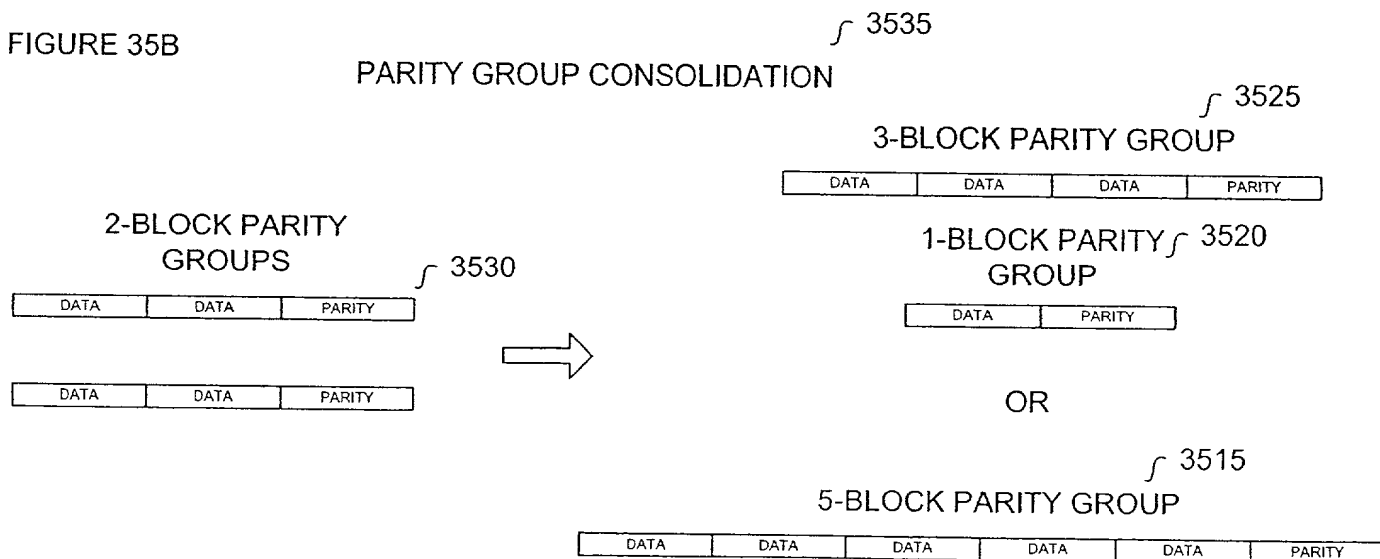 FIGURE 35B
3535
PARITY GROUP CONSOLIDATION
3525
3-BLOCK PARITY GROUP
DATA DATA DATA PARITY
2-BLOCK PARITY
GROUPS
3530
DATA DATA PARITY
DATA DATA PARITY
1-BLOCK PARITY 3520
GROUP
DATA PARITY
OR
3515
5-BLOCK PARITY GROUP
DATA DATA DATA DATA DATA PARITY